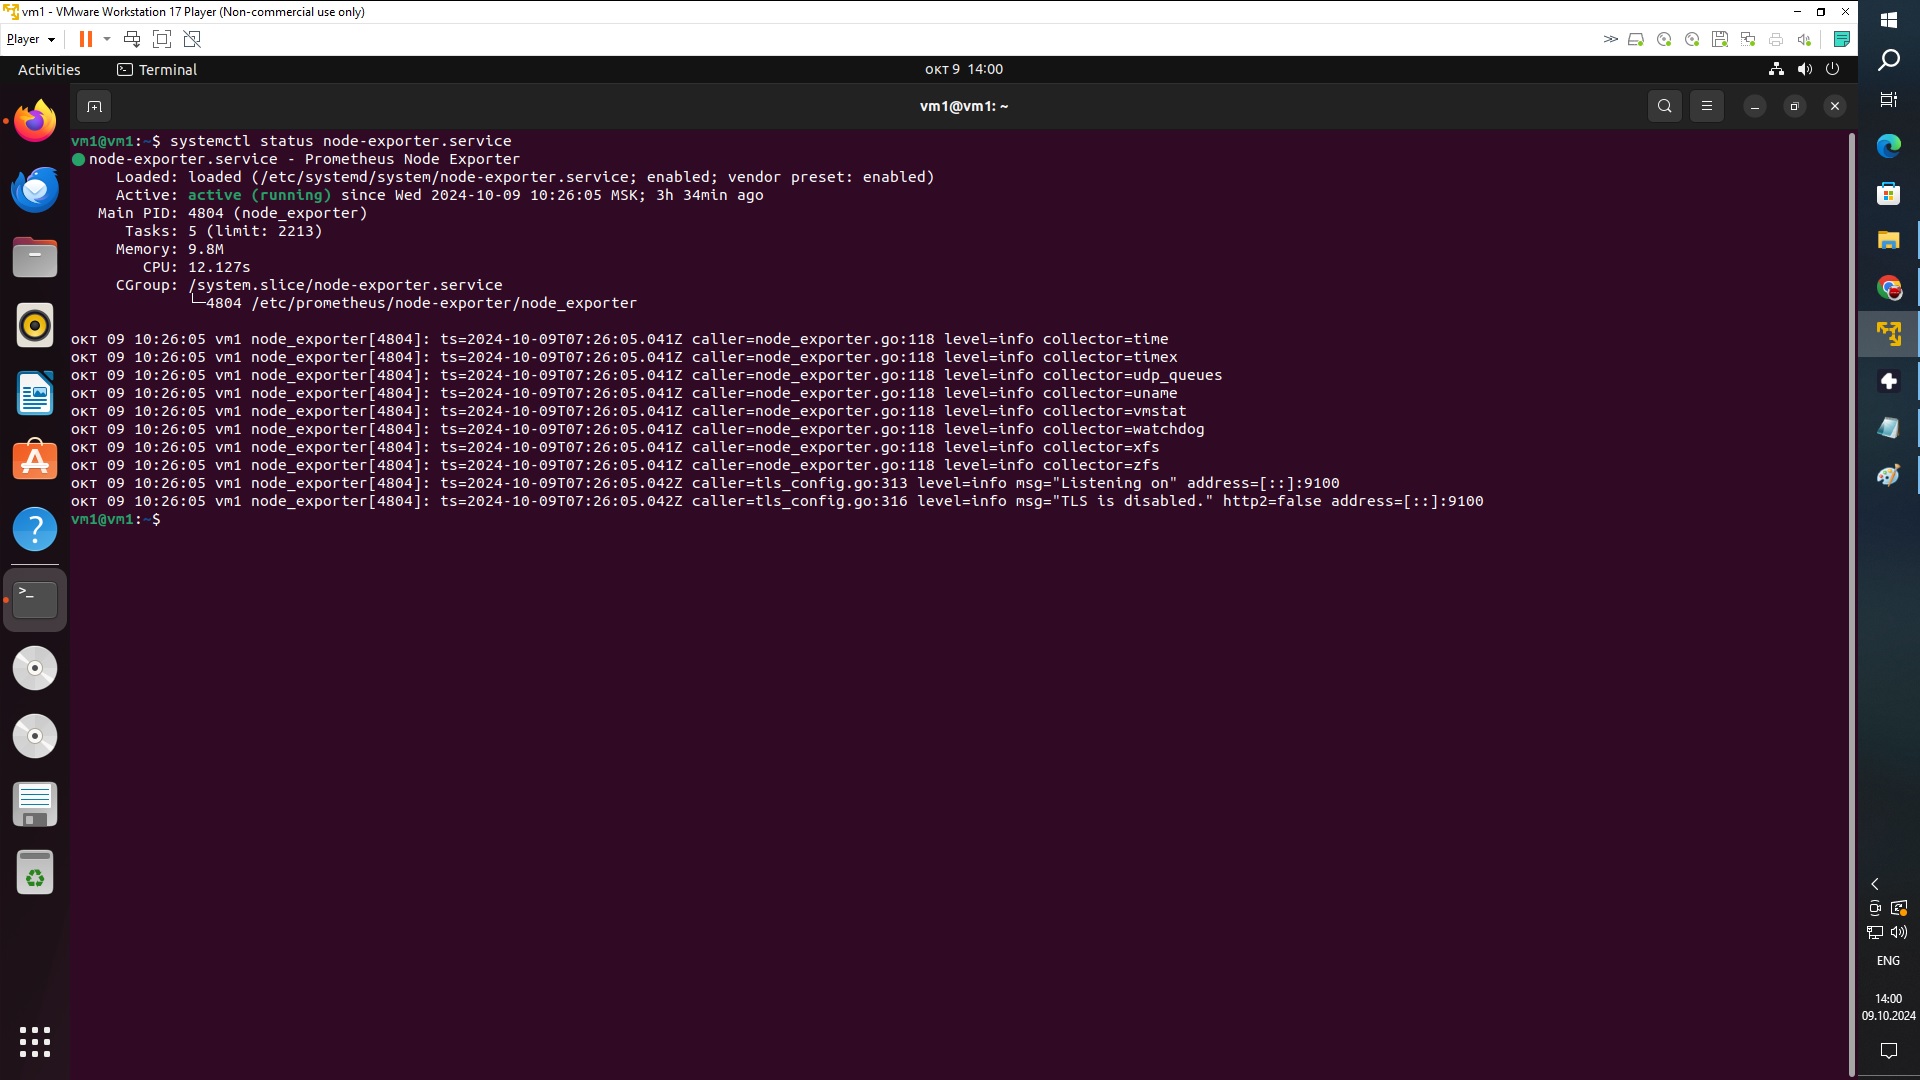 vm1 - VMware Workstation 17 Player (Non-commercial use only)
Player
Activities
Terminal
окт 9 14:00
vm1@vm1: ~
vm1@vm1:~$ systemctl status node-exporter.service
node-exporter.service - Prometheus Node Exporter
Loaded: loaded (/etc/systemd/system/node-exporter.service; enabled; vendor preset: enabled)
Active: active (running) since Wed 2024-10-09 10:26:05 MSK; 3h 34min ago
Main PID: 4804 (node_exporter)
Tasks: 5 (limit: 2213)
Memory: 9.8M
CPU: 12.127s
CGroup: /system.slice/node-exporter.service
└─4804 /etc/prometheus/node-exporter/node_exporter
окт 09 10:26:05 vm1 node_exporter[4804]: ts=2024-10-09T07:26:05.041Z caller=node_exporter.go:118 level=info collector=time
окт 09 10:26:05 vm1 node_exporter[4804]: ts=2024-10-09T07:26:05.041Z caller=node_exporter.go:118 level=info collector=timex
окт 09 10:26:05 vm1 node_exporter[4804]: ts=2024-10-09T07:26:05.041Z caller=node_exporter.go:118 level=info collector=udp_queues
окт 09 10:26:05 vm1 node_exporter[4804]: ts=2024-10-09T07:26:05.041Z caller=node_exporter.go:118 level=info collector=uname
окт 09 10:26:05 vm1 node_exporter[4804]: ts=2024-10-09T07:26:05.041Z caller=node_exporter.go:118 level=info collector=vmstat
окт 09 10:26:05 vm1 node_exporter[4804]: ts=2024-10-09T07:26:05.041Z caller=node_exporter.go:118 level=info collector=watchdog
окт 09 10:26:05 vm1 node_exporter[4804]: ts=2024-10-09T07:26:05.041Z caller=node_exporter.go:118 level=info collector=xfs
окт 09 10:26:05 vm1 node_exporter[4804]: ts=2024-10-09T07:26:05.041Z caller=node_exporter.go:118 level=info collector=zfs
окт 09 10:26:05 vm1 node_exporter[4804]: ts=2024-10-09T07:26:05.042Z caller=tls_config.go:313 level=info msg="Listening on" address=[::]:9100
окт 09 10:26:05 vm1 node_exporter[4804]: ts=2024-10-09T07:26:05.042Z caller=tls_config.go:316 level=info msg="TLS is disabled." http2=false address=[::]:9100
vm1@vm1:~$
ENG
14:00
09.10.2024